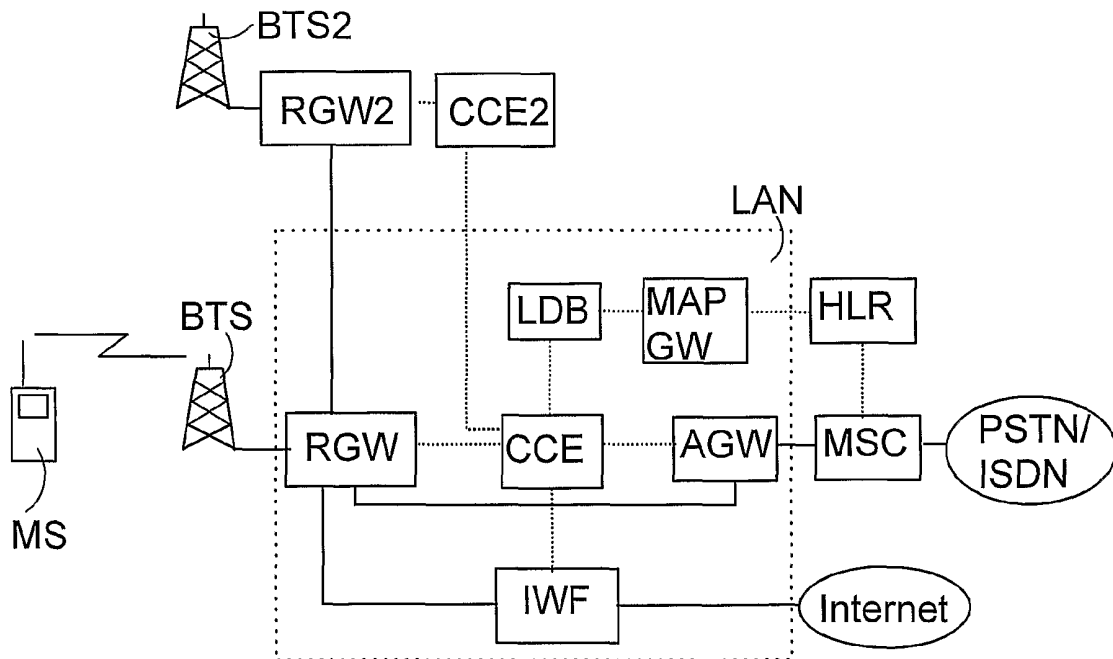 BTS2
RGW2
CCE2
LAN
LDB
MAP
GW
HLR
BTS
RGW
CCE
AGW
MSC
PSTN/
ISDN
MS
IWF
Internet